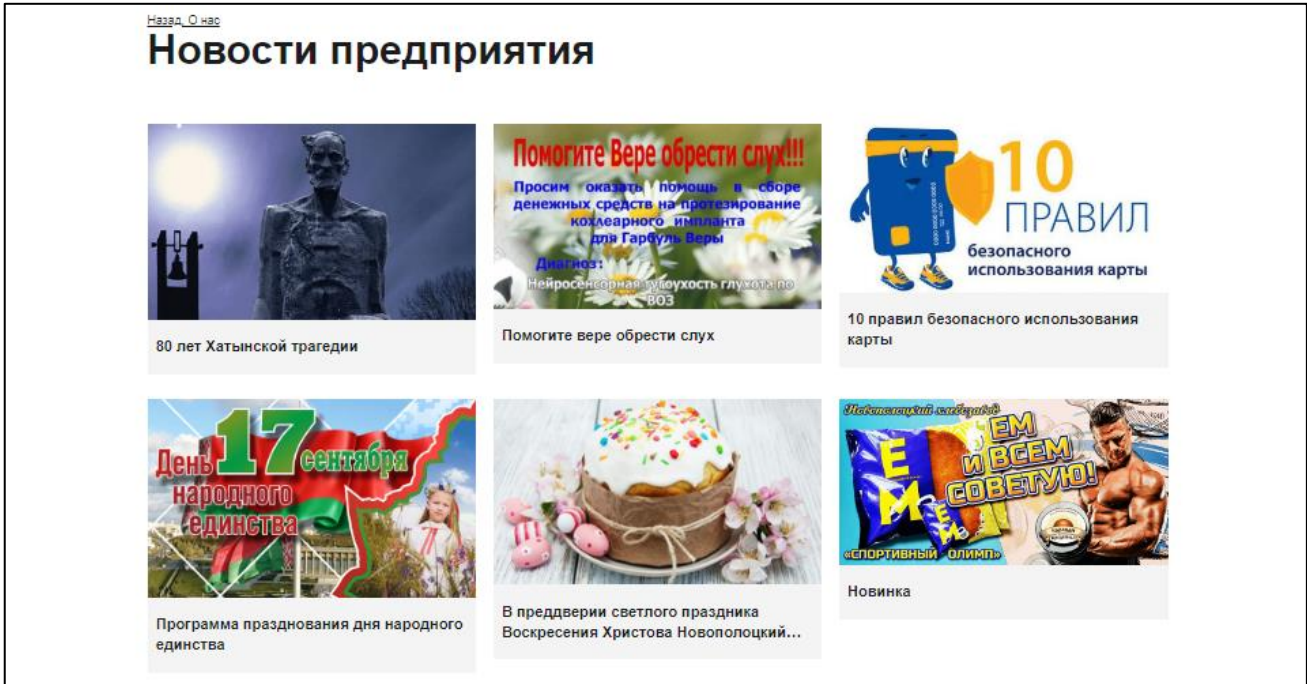 Назад, О нас
Новости предприятия
80 лет Хатынской трагедии
Помогите Вере обрести слух!!!
Просим оказать помощь в сборе
денежных средств на протезирование
кохлеарного импланта
для Гарбуль Веры
Диагноз:
Нейросенсорная тугоухость глухота по
ВОЗ
Помогите вере обрести слух
10
ПРАВИЛ
безопасного
использования карты
10 правил безопасного использования
карты
День 17 сентября
народного
единства
Программа празднования дня народного
единства
В преддверии светлого праздника
Воскресения Христова Новополоцкий...
Новополоцкий хлебозавод
ЕМ
И ВСЕМ
СОВЕТУЮ!
ЕМ
ЕМ
«СПОРТИВНЫЙ ОЛИМП»
Новинка